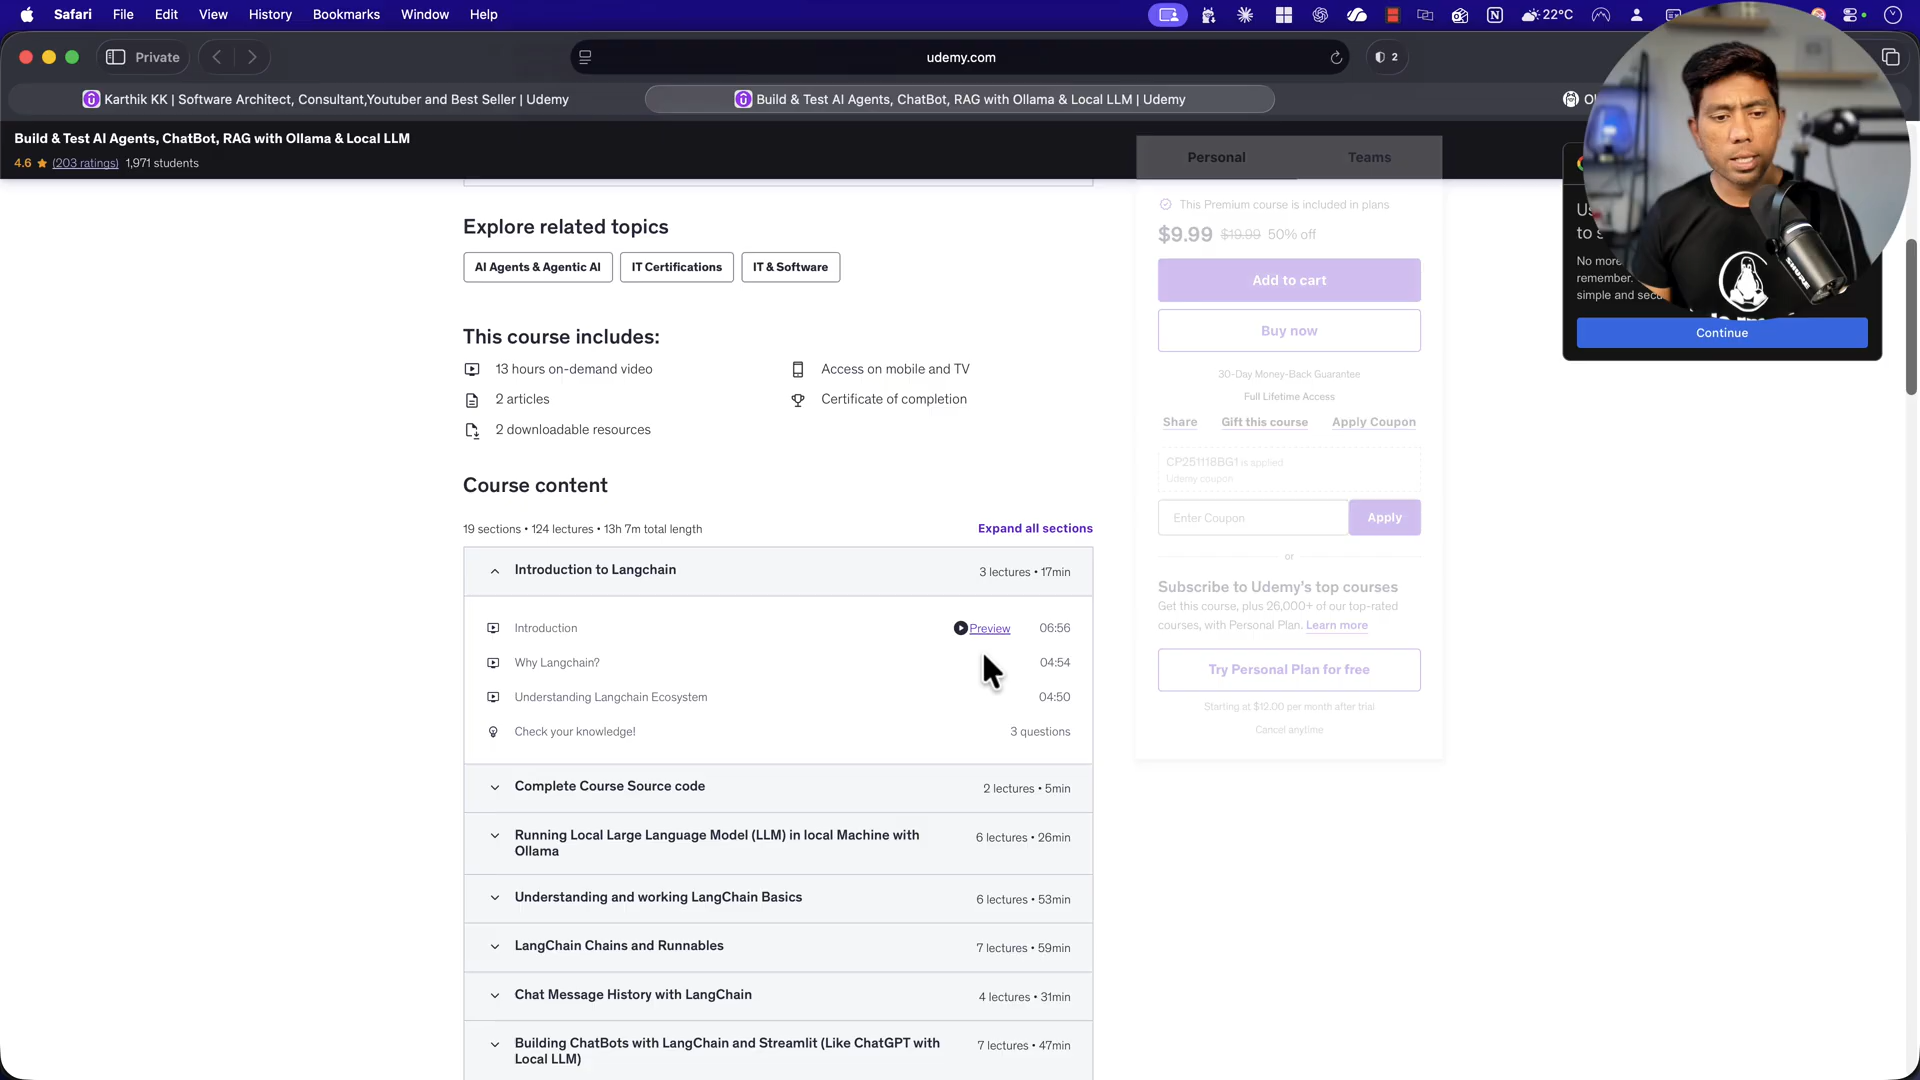 Safari File Edit View History Bookmarks Window Help
22°C
Private
udemy.com
2
Karthik KK | Software Architect, Consultant,Youtuber and Best Seller | Udemy
Build & Test AI Agents, ChatBot, RAG with Ollama & Local LLM | Udemy
Build & Test AI Agents, ChatBot, RAG with Ollama & Local LLM
4.6 (203 ratings) 1,971 students
Personal Teams
This Premium course is included in plans
$9.99 $19.99 50% off
Add to cart
Buy now
30-Day Money-Back Guarantee
Full Lifetime Access
Share Gift this course Apply Coupon
CP251118BG1 is applied
Udemy coupon
Enter Coupon Apply
or
Subscribe to Udemy's top courses
Get this course, plus 26,000+ of our top-rated
courses, with Personal Plan. Learn more
Try Personal Plan for free
Starting at $12.00 per month after trial
Cancel anytime
No more
remember.
simple and
Continue
SHURE
Explore related topics
AI Agents & Agentic AI IT Certifications IT & Software
This course includes:
13 hours on-demand video
2 articles
2 downloadable resources
Access on mobile and TV
Certificate of completion
Course content
19 sections • 124 lectures • 13h 7m total length Expand all sections
Introduction to Langchain 3 lectures • 17min
Introduction Preview 06:56
Why Langchain? 04:54
Understanding Langchain Ecosystem 04:50
Check your knowledge! 3 questions
Complete Course Source code 2 lectures • 5min
Running Local Large Language Model (LLM) in local Machine with
Ollama
6 lectures • 26min
Understanding and working LangChain Basics 6 lectures • 53min
LangChain Chains and Runnables 7 lectures • 59min
Chat Message History with LangChain 4 lectures • 31min
Building ChatBots with LangChain and Streamlit (Like ChatGPT with
Local LLM)
7 lectures • 47min